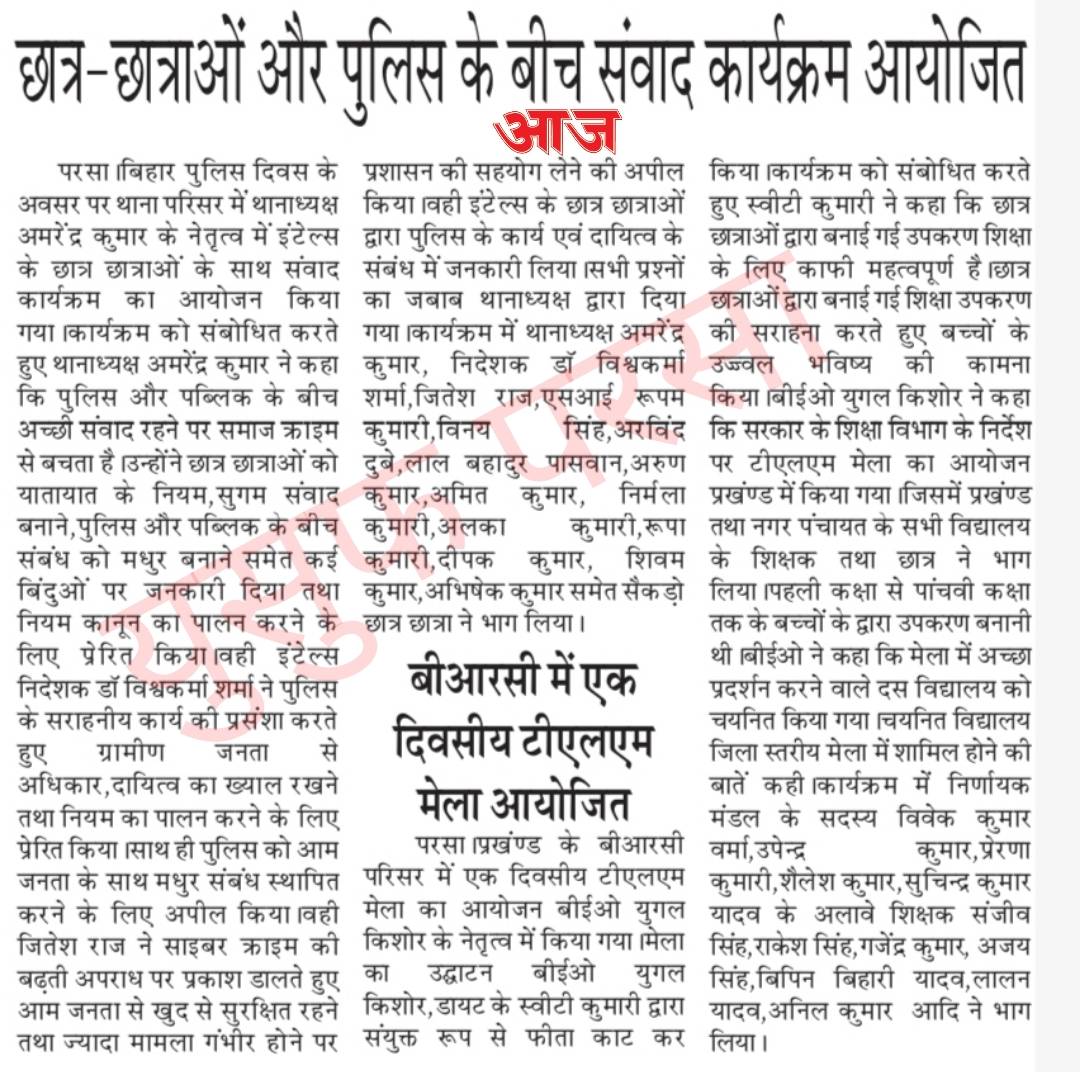 छात्र-छात्राओं और पुलिस के बीच संवाद कार्यक्रम आयोजित
आज
परसा।बिहार पुलिस दिवस के
अवसर पर थाना परिसर में थानाध्यक्ष
अमरेंद्र कुमार के नेतृत्व में इंटेल्स
के छात्र छात्राओं के साथ संवाद
कार्यक्रम का आयोजन किया
गया।कार्यक्रम को संबोधित करते
हुए थानाध्यक्ष अमरेंद्र कुमार ने कहा
कि पुलिस और पब्लिक के बीच
अच्छी संवाद रहने पर समाज क्राइम
से बचता है।उन्होंने छात्र छात्राओं को
यातायात के नियम,सुगम संवाद
बनाने,पुलिस और पब्लिक के बीच
संबंध को मधुर बनाने समेत कई
बिंदुओं पर जनकारी दिया तथा
नियम कानून का पालन करने के
लिए प्रेरित किया।वही इंटेल्स
निदेशक डॉ विश्वकर्मा शर्मा ने पुलिस
के सराहनीय कार्य की प्रसंशा करते
हुए ग्रामीण जनता से
अधिकार,दायित्व का ख्याल रखने
तथा नियम का पालन करने के लिए
प्रेरित किया।साथ ही पुलिस को आम
जनता के साथ मधुर संबंध स्थापित
करने के लिए अपील किया।वही
जितेश राज ने साइबर क्राइम की
बढ़ती अपराध पर प्रकाश डालते हुए
आम जनता से खुद से सुरक्षित रहने
तथा ज्यादा मामला गंभीर होने पर
प्रशासन की सहयोग लेने की अपील
किया।वही इंटेल्स के छात्र छात्राओं
द्वारा पुलिस के कार्य एवं दायित्व के
संबंध में जनकारी लिया।सभी प्रश्नों
का जबाब थानाध्यक्ष द्वारा दिया
गया।कार्यक्रम में थानाध्यक्ष अमरेंद्र
कुमार, निदेशक डॉ विश्वकर्मा
शर्मा,जितेश राज,एसआई रूपम
कुमारी,विनय सिंह,अरविंद
दुबे,लाल बहादुर पासवान,अरुण
कुमार,अमित कुमार, निर्मला
कुमारी,अलका कुमारी,रूपा
कुमारी,दीपक कुमार, शिवम
कुमार,अभिषेक कुमार समेत सैकड़ो
छात्र छात्रा ने भाग लिया।
बीआरसी में एक
दिवसीय टीएलएम
मेला आयोजित
परसा।प्रखंण्ड के बीआरसी
परिसर में एक दिवसीय टीएलएम
मेला का आयोजन बीईओ युगल
किशोर के नेतृत्व में किया गया।मेला
का उद्घाटन बीईओ युगल
किशोर,डायट के स्वीटी कुमारी द्वारा
संयुक्त रूप से फीता काट कर
किया।कार्यक्रम को संबोधित करते
हुए स्वीटी कुमारी ने कहा कि छात्र
छात्राओं द्वारा बनाई गई उपकरण शिक्षा
के लिए काफी महत्वपूर्ण है।छात्र
छात्राओं द्वारा बनाई गई शिक्षा उपकरण
की सराहना करते हुए बच्चों के
उज्ज्वल भविष्य की कामना
किया।बीईओ युगल किशोर ने कहा
कि सरकार के शिक्षा विभाग के निर्देश
पर टीएलएम मेला का आयोजन
प्रखंण्ड में किया गया।जिसमें प्रखंण्ड
तथा नगर पंचायत के सभी विद्यालय
के शिक्षक तथा छात्र ने भाग
लिया।पहली कक्षा से पांचवी कक्षा
तक के बच्चों के द्वारा उपकरण बनानी
थी।बीईओ ने कहा कि मेला में अच्छा
प्रदर्शन करने वाले दस विद्यालय को
चयनित किया गया।चयनित विद्यालय
जिला स्तरीय मेला में शामिल होने की
बातें कही।कार्यक्रम में निर्णायक
मंडल के सदस्य विवेक कुमार
वर्मा,उपेन्द्र कुमार,प्रेरणा
कुमारी,शैलेश कुमार,सुचिन्द्र कुमार
यादव के अलावे शिक्षक संजीव
सिंह,राकेश सिंह,गजेंद्र कुमार, अजय
सिंह,बिपिन बिहारी यादव,लालन
यादव,अनिल कुमार आदि ने भाग
लिया।
युसुफ परसा